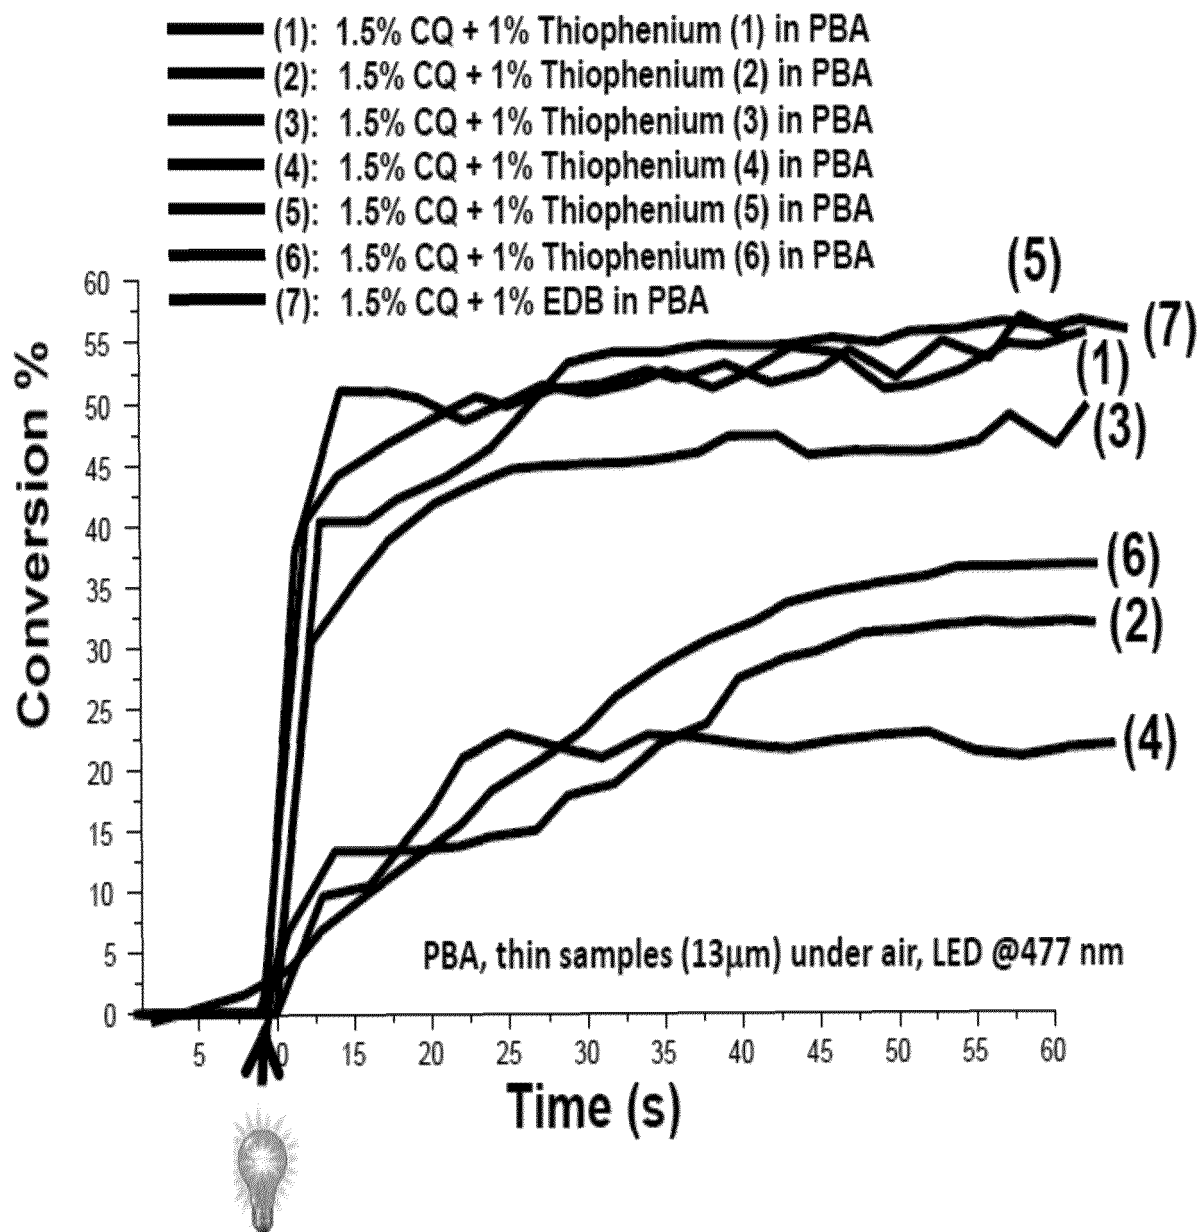 (1): 1.5% CQ + 1% Thiophenium (1) in PBA
(2): 1.5% CQ + 1% Thiophenium (2) in PBA
(3): 1.5% CQ + 1% Thiophenium (3) in PBA
(4): 1.5% CQ + 1% Thiophenium (4) in PBA
(5): 1.5% CQ + 1% Thiophenium (5) in PBA
(6): 1.5% CQ + 1% Thiophenium (6) in PBA
(7): 1.5% CQ + 1% EDB in PBA
Conversion %
60
55
50
45
40
35
30
25
20
15
10
5
0
(5)
(7)
(1)
(3)
(6)
(2)
(4)
PBA, thin samples (13μm) under air, LED @477 nm
5 0 15 20 25 30 35 40 45 50 55 60
Time (s)